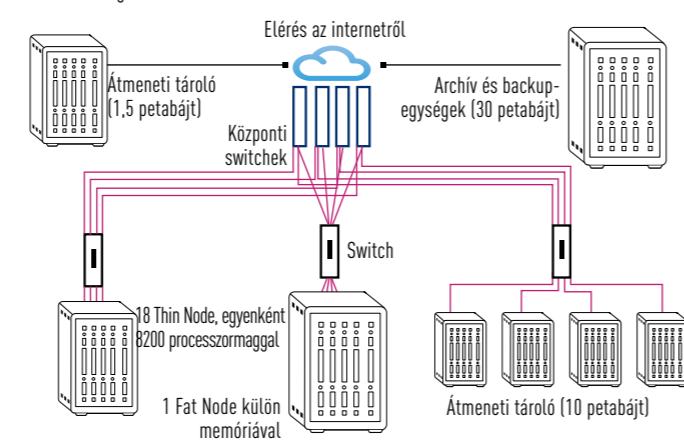 Elérés az internetről
Átmeneti tároló
(1,5 petabájt)
Archív és backup-
egységek (30 petabájt)
Központi
switchek
Switch
18 Thin Node, egyenként
8200 processzormaggal
1 Fat Node külön
memóriával
Átmeneti tároló (10 petabájt)